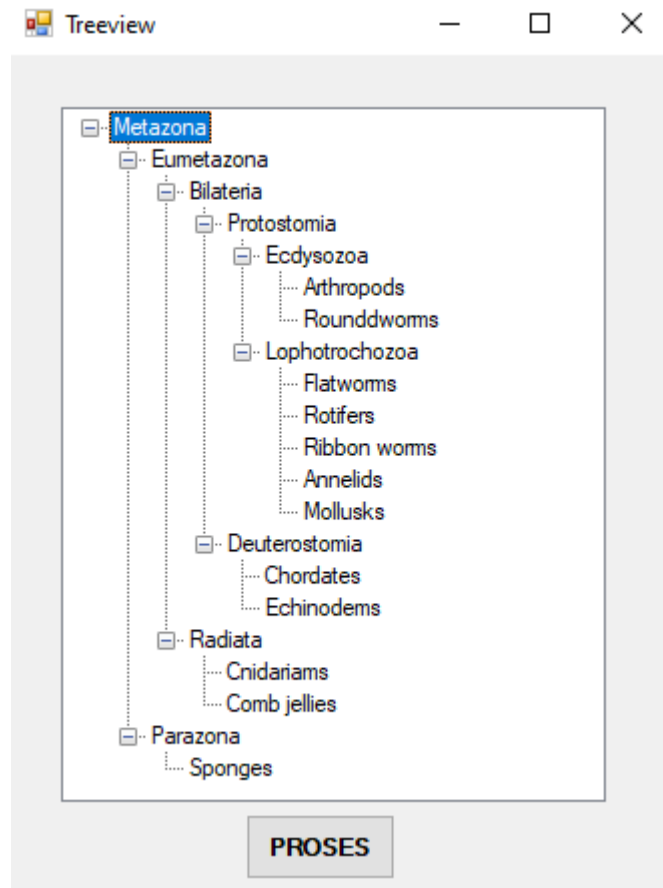 Treeview
Metazona
Eumetazona
Bilateria
Protostomia
Ecdysozoa
Arthropods
Rounddworms
Lophotrochozoa
Flatworms
Rotifers
Ribbon worms
Annelids
Mollusks
Deuterostomia
Chordates
Echinodems
Radiata
Cnidariams
Comb jellies
Parazona
Sponges
PROSES